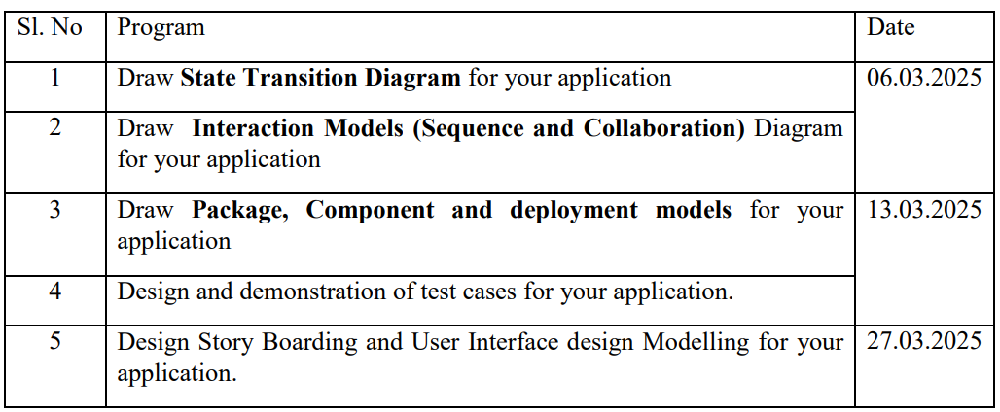 Sl. No Program Date
1 Draw State Transition Diagram for your application 06.03.2025
2 Draw Interaction Models (Sequence and Collaboration) Diagram
for your application
3 Draw Package, Component and deployment models for your 13.03.2025
application
4 Design and demonstration of test cases for your application.
5 Design Story Boarding and User Interface design Modelling for your 27.03.2025
application.